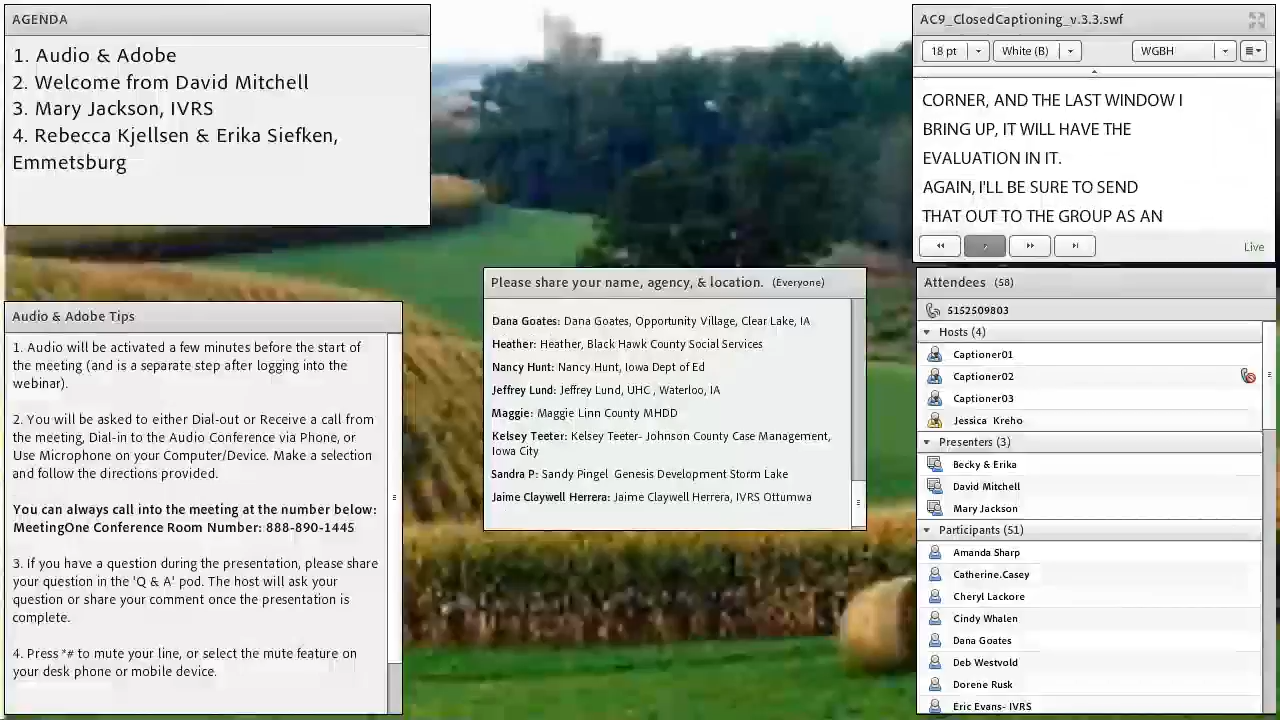 AGENDA
1. Audio & Adobe
2. Welcome from David Mitchell
3. Mary Jackson, IVRS
4. Rebecca Kjellsen & Erika Siefken,
Emmetsburg
AC9_ClosedCaptioning_v.3.3.swf
18 pt
White (B)
WGBH
CORNER, AND THE LAST WINDOW I
BRING UP, IT WILL HAVE THE
EVALUATION IN IT.
AGAIN, I'LL BE SURE TO SEND
THAT OUT TO THE GROUP AS AN
Live
Audio & Adobe Tips
1. Audio will be activated a few minutes before the start of
the meeting (and is a separate step after logging into the
webinar).
2. You will be asked to either Dial-out or Receive a call from
the meeting, Dial-in to the Audio Conference via Phone, or
Use Microphone on your Computer/Device. Make a selection
and follow the directions provided.
You can always call into the meeting at the number below:
MeetingOne Conference Room Number: 888-890-1445
3. If you have a question during the presentation, please share
your question in the 'Q & A' pod. The host will ask your
question or share your comment once the presentation is
complete.
4. Press *# to mute your line, or select the mute feature on
your desk phone or mobile device.
Please share your name, agency, & location. (Everyone)
Dana Goates: Dana Goates, Opportunity Village, Clear Lake, IA
Heather: Heather, Black Hawk County Social Services
Nancy Hunt: Nancy Hunt, Iowa Dept of Ed
Jeffrey Lund: Jeffrey Lund, UHC , Waterloo, IA
Maggie: Maggie Linn County MHDD
Kelsey Teeter: Kelsey Teeter- Johnson County Case Management,
Iowa City
Sandra P: Sandy Pingel Genesis Development Storm Lake
Jaime Claywell Herrera: Jaime Claywell Herrera, IVRS Ottumwa
Attendees (58)
5152509803
Hosts (4)
Captioner01
Captioner02
Captioner03
Jessica Kreho
Presenters (3)
Becky & Erika
David Mitchell
Mary Jackson
Participants (51)
Amanda Sharp
Catherine.Casey
Cheryl Lackore
Cindy Whalen
Dana Goates
Deb Westvold
Dorene Rusk
Eric Evans- IVRS